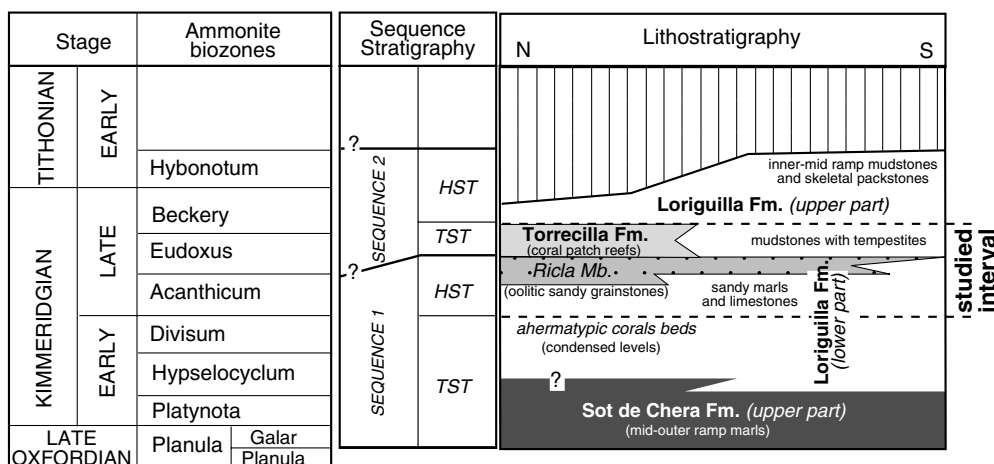 Stage
Ammonite
biozones
Sequence
Stratigraphy
Lithostratigraphy
N
S
TITHONIAN
EARLY
Hybonotum
KIMMERIDGIAN
LATE
Beckery
Eudoxus
Acanthicum
EARLY
Divisum
Hypselocyclum
Platynota
LATE
OXFORDIAN
Planula
Galar
Planula
?
SEQUENCE 2
HST
TST
?
SEQUENCE 1
HST
TST
inner-mid ramp mudstones
and skeletal packstones
Loriguilla Fm. (upper part)
Torrecilla Fm.
(coral patch reefs)
mudstones with tempestites
Ricla Mb.
(oolitic sandy grainstones)
sandy marls
and limestones
Loriguilla Fm.
(lower part)
ahermatypic corals beds
(condensed levels)
?
Sot de Chera Fm. (upper part)
(mid-outer ramp marls)
studied
interval